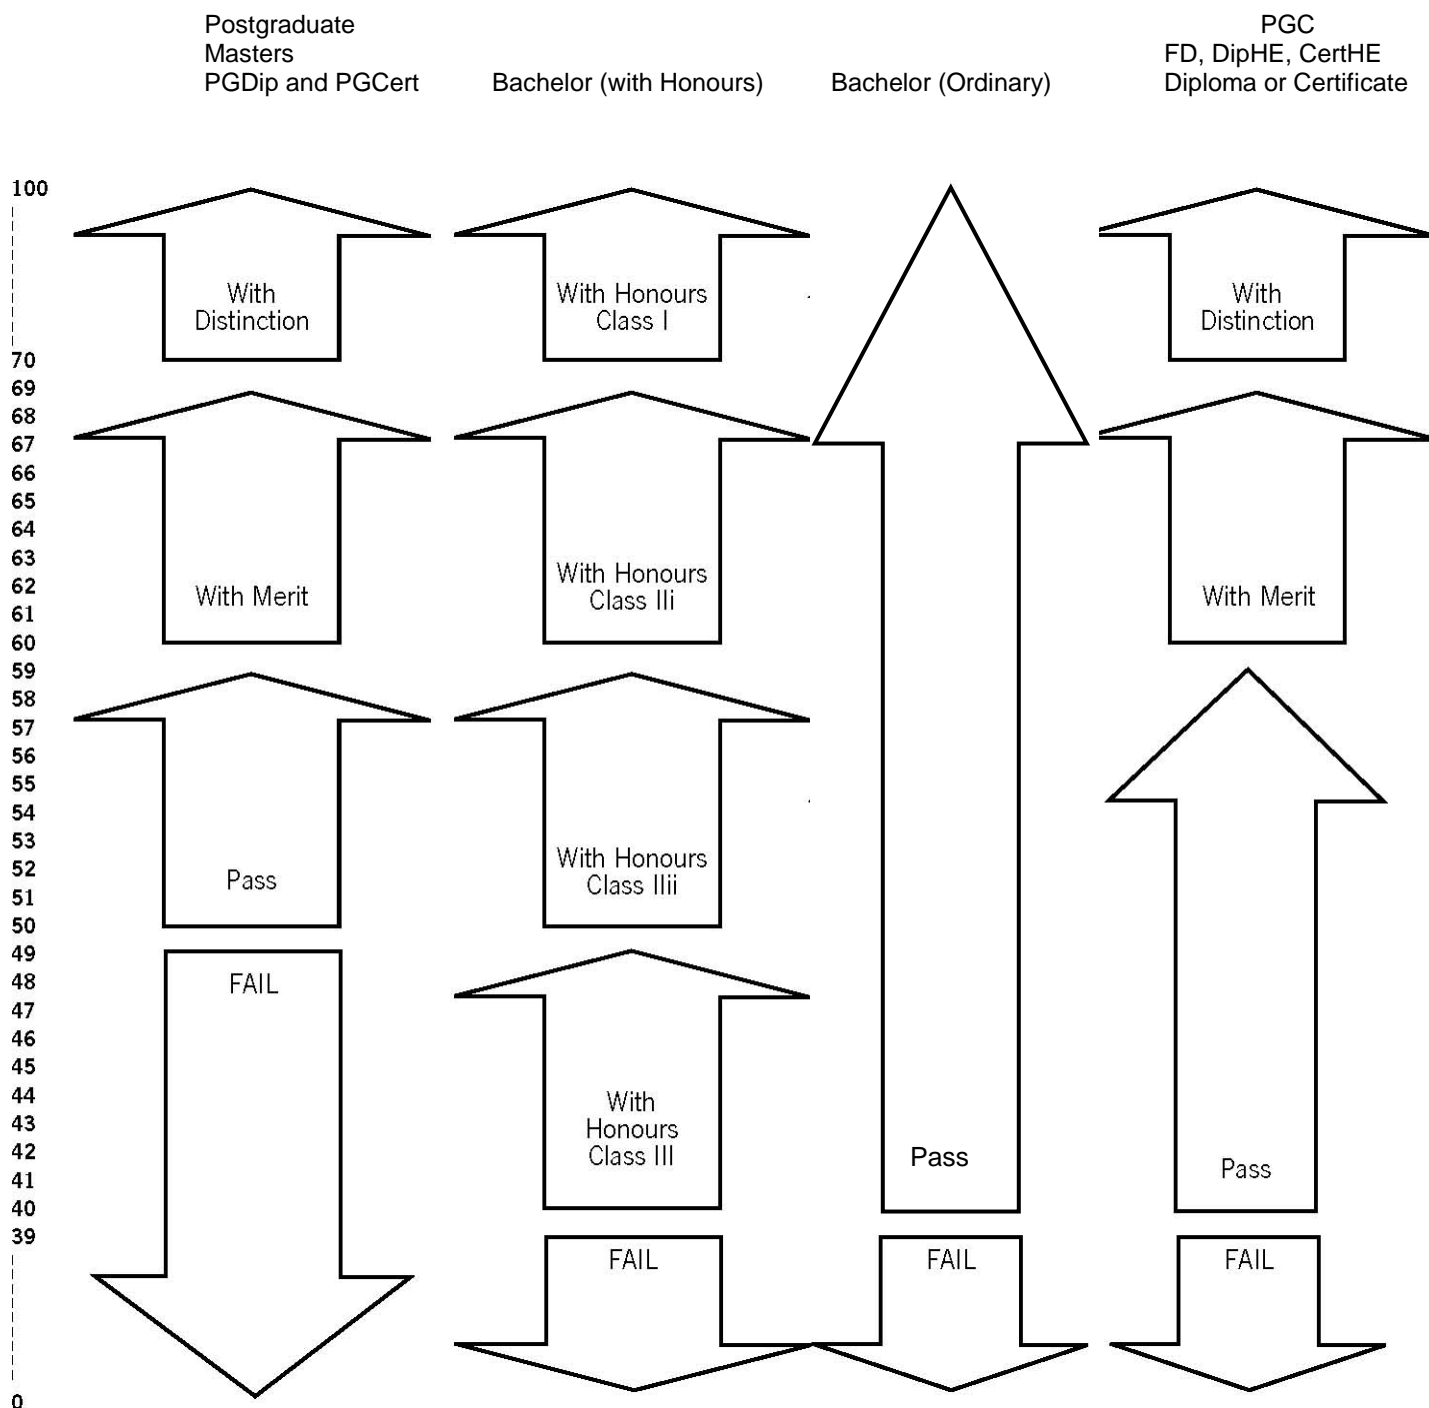 Postgraduate
Masters
PGDip and PGCert
Bachelor (with Honours)
Bachelor (Ordinary)
PGC
FD, DipHE, CertHE
Diploma or Certificate
100
70
69
68
67
66
65
64
63
62
61
60
59
58
57
56
55
54
53
52
51
50
49
48
47
46
45
44
43
42
41
40
39
0
With
Distinction
With Merit
Pass
FAIL
With Honours
Class I
With Honours
Class IIi
With Honours
Class IIii
With
Honours
Class III
FAIL
Pass
FAIL
With
Distinction
With Merit
Pass
FAIL